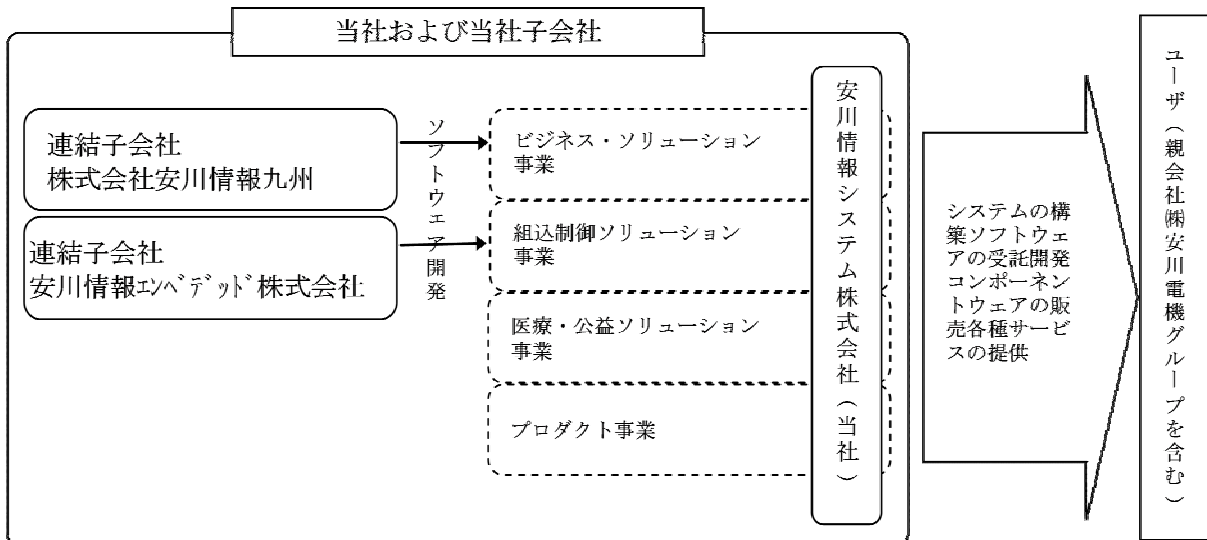 当社および当社子会社
連結子会社
株式会社安川情報九州
連結子会社
安川情報ｴﾝﾍﾞﾃﾞｯﾄﾞ株式会社
ソフトウェア開発
ビジネス・ソリューション
事業
組込制御ソリューション
事業
医療・公益ソリューション
事業
プロダクト事業
安川情報システム株式会社（当社）
システムの構
築ソフトウェ
アの受託開発
コンポーネン
トウェアの販
売各種サービ
スの提供
ユーザ（親会社㈱安川電機グループを含む）